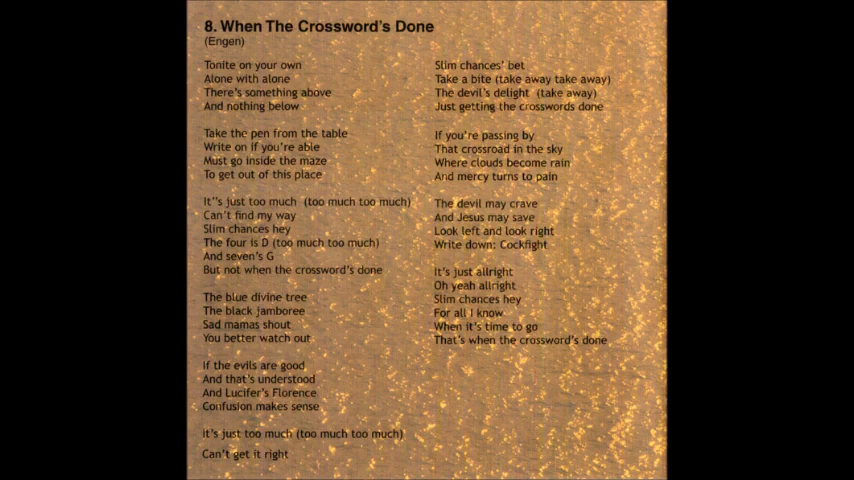 8. When The Crossword's Done
(Engen)
Tonite on your own
Alone with alone
There's something above
And nothing below
Take the pen from the table
Write on if you're able
Must go inside the maze
To get out of this place
It''s just too much (too much too much)
Can't find my way
Slim chances hey
The four is D (too much too much)
And seven's G
But not when the crossword's done
The blue divine tree
The black jamboree
Sad mamas shout
You better watch out
If the evils are good
And that's understood
And Lucifer's Florence
Confusion makes sense
It's just too much (too much too much)
Can't get it right
Slim chances' bet
Take a bite (take away take away)
The devil's delight (take away)
Just getting the crosswords done
If you're passing by
That crossroad in the sky
Where clouds become rain
And mercy turns to pain
The devil may crave
And Jesus may save
Look left and look right
Write down: Cockfight
It's just allright
Oh yeah allright
Slim chances hey
For all I know
When it's time to go
That's when the crossword's done